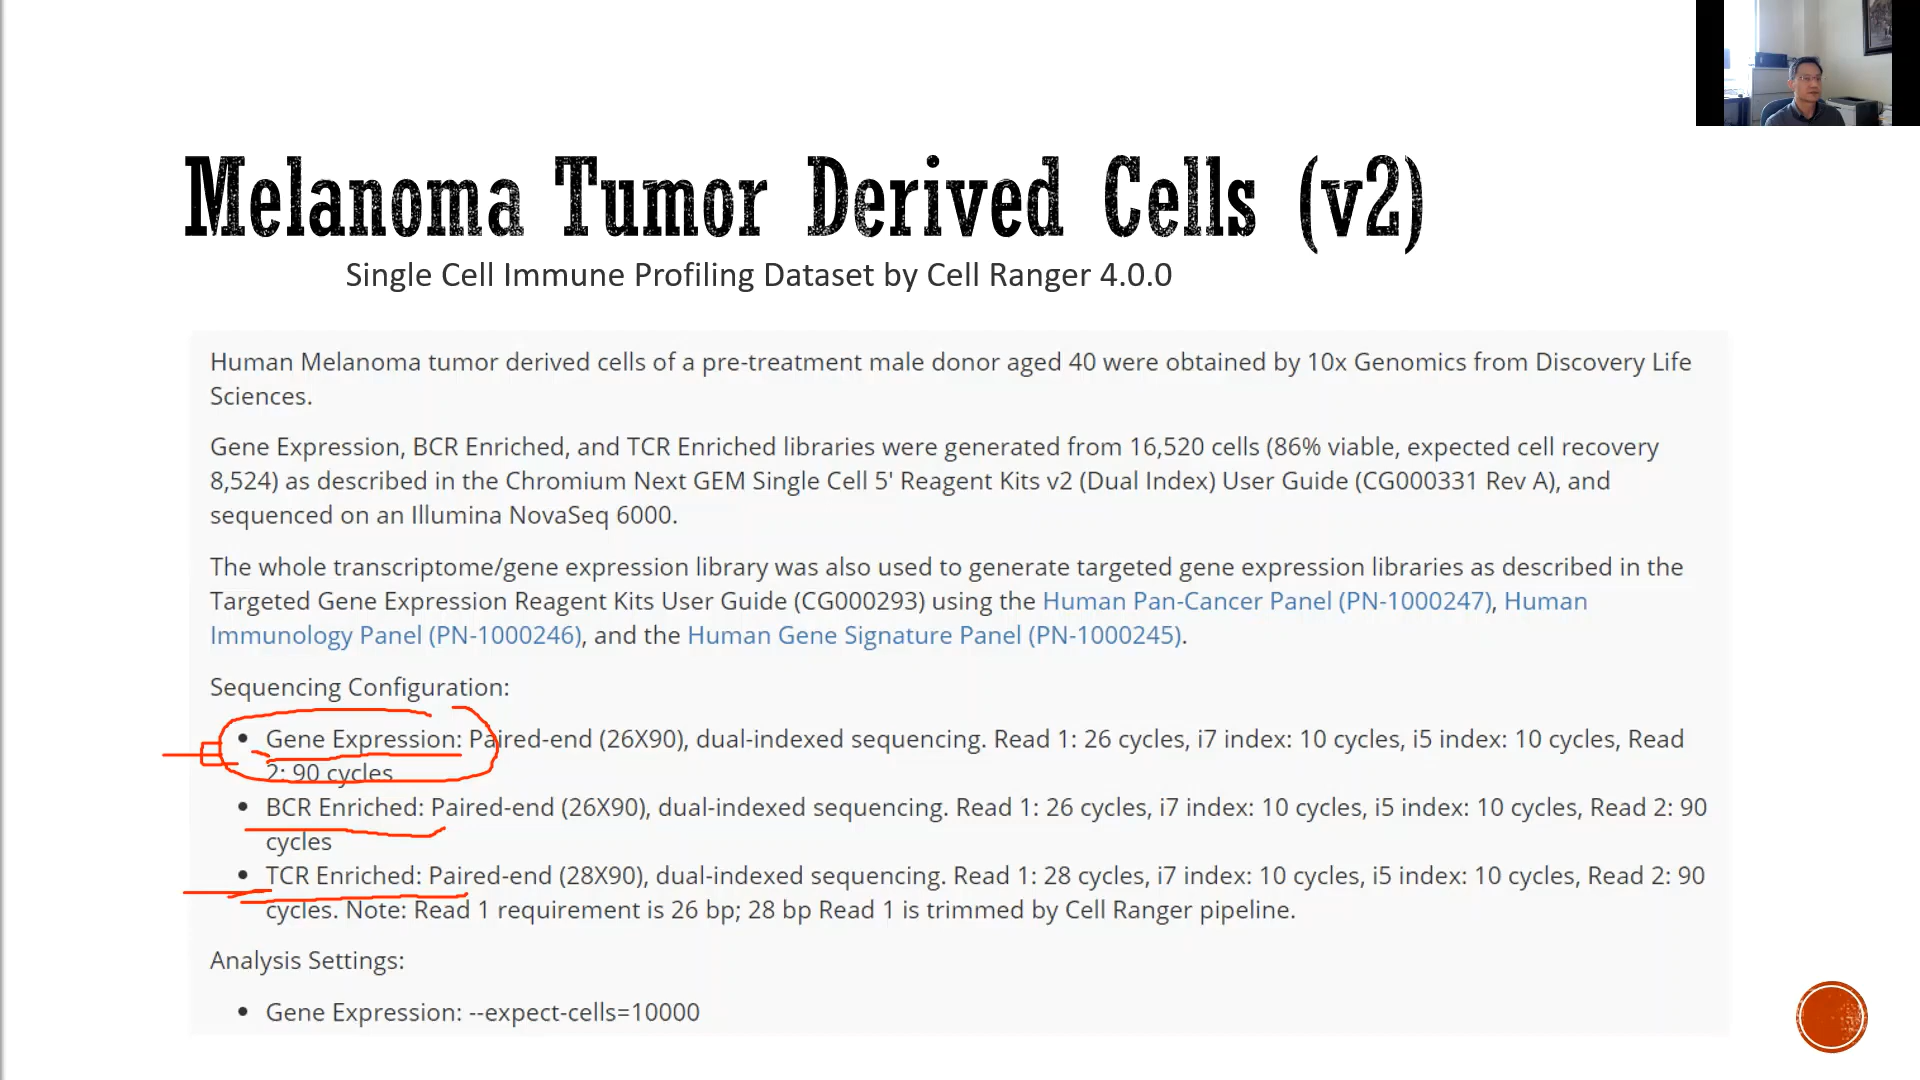 Melanoma Tumor Derived Cells (v2)
Single Cell Immune Profiling Dataset by Cell Ranger 4.0.0
Human Melanoma tumor derived cells of a pre-treatment male donor aged 40 were obtained by 10x Genomics from Discovery Life
Sciences.
Gene Expression, BCR Enriched, and TCR Enriched libraries were generated from 16,520 cells (86% viable, expected cell recovery
8,524) as described in the Chromium Next GEM Single Cell 5' Reagent Kits v2 (Dual Index) User Guide (CG000331 Rev A), and
sequenced on an Illumina NovaSeq 6000.
The whole transcriptome/gene expression library was also used to generate targeted gene expression libraries as described in the
Targeted Gene Expression Reagent Kits User Guide (CG000293) using the Human Pan-Cancer Panel (PN-1000247), Human
Immunology Panel (PN-1000246), and the Human Gene Signature Panel (PN-1000245).
Sequencing Configuration:
• Gene Expression: Paired-end (26X90), dual-indexed sequencing. Read 1: 26 cycles, i7 index: 10 cycles, i5 index: 10 cycles, Read
2: 90 cycles
• BCR Enriched: Paired-end (26X90), dual-indexed sequencing. Read 1: 26 cycles, i7 index: 10 cycles, i5 index: 10 cycles, Read 2: 90
cycles
• TCR Enriched: Paired-end (28X90), dual-indexed sequencing. Read 1: 28 cycles, i7 index: 10 cycles, i5 index: 10 cycles, Read 2: 90
cycles. Note: Read 1 requirement is 26 bp; 28 bp Read 1 is trimmed by Cell Ranger pipeline.
Analysis Settings:
• Gene Expression: --expect-cells=10000